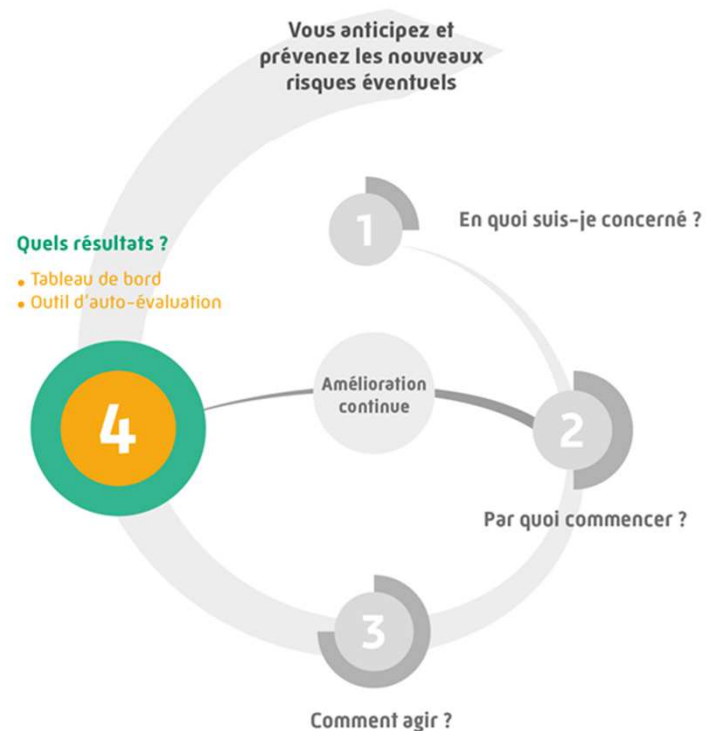 Vous anticipez et
prévenez les nouveaux
risques éventuels
1
En quoi suis-je concerné ?
Quels résultats ?
• Tableau de bord
• Outil d'auto-évaluation
Amélioration
continue
4
2
Par quoi commencer ?
3
Comment agir ?